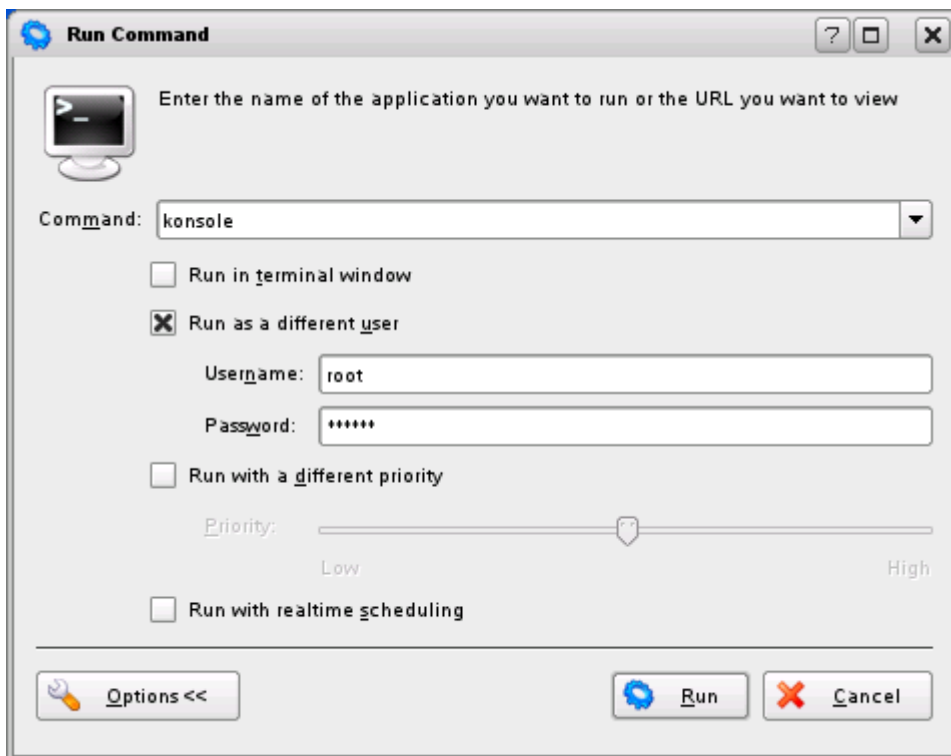 Run Command
Enter the name of the application you want to run or the URL you want to view
Command: konsole
Run in terminal window
Run as a different user
Username: root
Password: ******
Run with a different priority
Priority:
Low High
Run with realtime scheduling
Options << Run Cancel